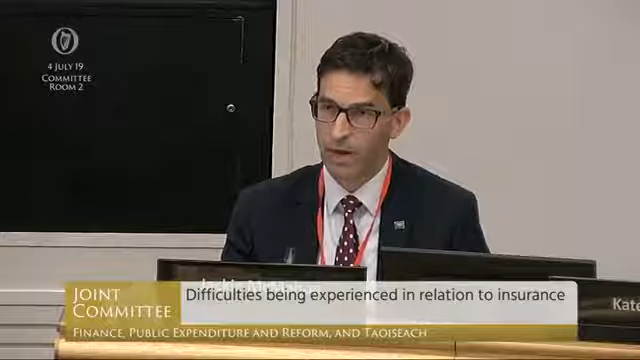 4 July 19
Committee
Room 2
Joint
Committee
Difficulties being experienced in relation to insurance
Finance, Public Expenditure and Reform, and Taoiseach
Kate